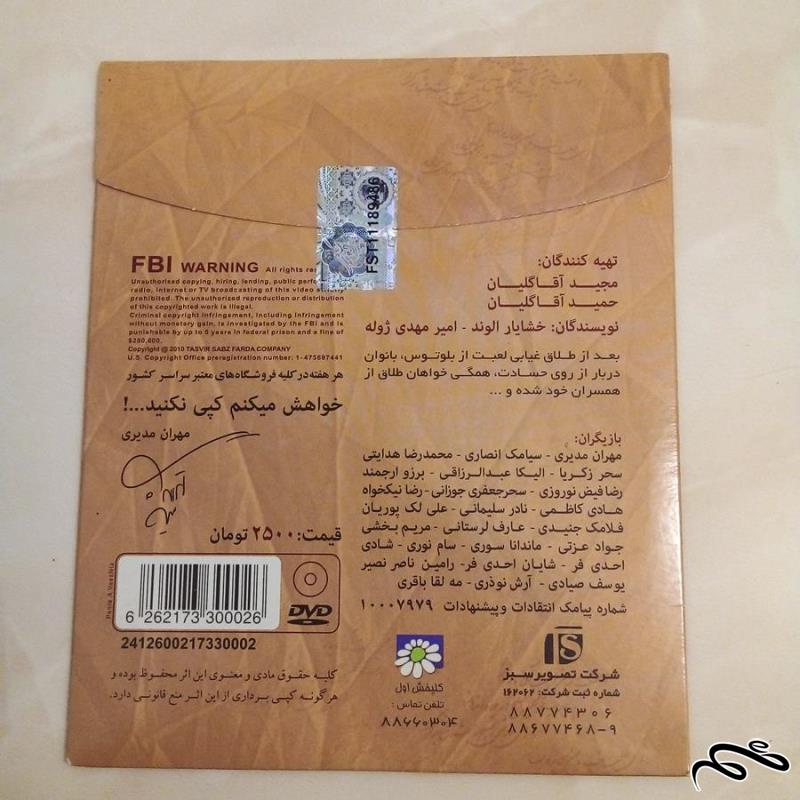 FST11189486
تهیه کنندگان:
مجید آقاگلیان
حمید آقاگلیان
نویسندگان: خشایار الوند - امیر مهدی ژوله
بعد از طلاق غیابی لعبت از بلوتوس، بانوان
دربار از روی حسادت، همگی خواهان طلاق از
همسران خود شده و ...
بازیگران:
مهران مدیری - سیامک انصاری - محمدرضا هدایتی
سحر زکریا - الیکا عبدالرزاقی - برزو ارجمند
رضا فیض نوروزی - سحرجعفری جوزانی - رضا نیکخواه
هادی کاظمی - نادر سلیمانی - علی لک پوریان
فلامک جنیدی - عارف لرستانی - مریم بخشی
جواد عزتی - ماندانا سوری - سام نوری - شادی
احدی فر - شایان احدی فر - رامین ناصر نصیر
یوسف صیادی - آرش نوذری - مه لقا باقری
شماره پیامک انتقادات و پیشنهادات ۱۰۰۰۷۹۷۹
شرکت تصویر سبز
شماره ثبت شرکت: ۱۶۲۰۶۲
۸۸۷۷۴۳۰۶
۸۸۶۷۷۴۶۸-۹
گلپخش اول
تلفن تماس:
۸۸۶۶۰۳۰۴
FBI WARNING All rights
Unauthorised copying, hiring, lending, public
radio, internet or TV broadcasting of this video
prohibited. The unauthorized reproduction or distribution
of this copyrighted work is illegal.
Criminal copyright infringement, including infringement
without monetary gain, is investigated by the FBI and is
punishable by up to 5 years in federal prison and a fine of
Copyright @ 2010 TASVIR SABZ FARDA COMPANY
U.S. Copyright Office preregistration number: 1-475697441
هر هفته در کلیه فروشگاه‌های معتبر سراسر کشور
خواهش میکنم کپی نکنید...!
مهران مدیری
قیمت: ۲۵۰۰ تومان
6 262173 300026
DVD
2412600217330002
کلیه حقوق مادی و معنوی این اثر محفوظ بوده و
هرگونه کپی برداری از این اثر منع قانونی دارد.